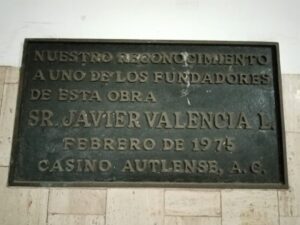 NUESTRO RECONOCIMIENTO
A UNO DE LOS FUNDADORES
DE ESTA OBRA
SR. JAVIER VALENCIA L.
FEBRERO DE 1975
CASINO AUTLENSE, A. C.